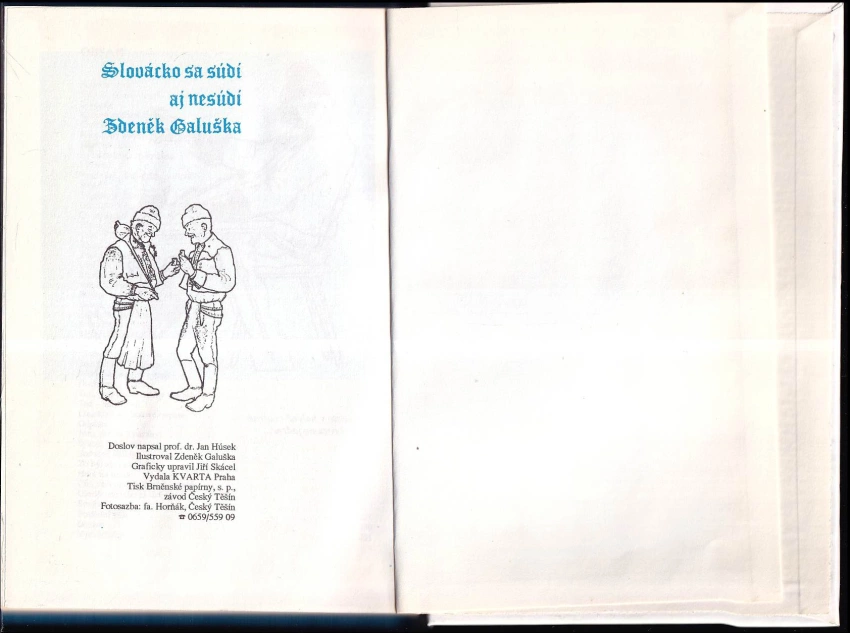 Slovácko sa súdí
aj nesúdí
Zdeněk Galuška
Doslov napsal prof. dr. Jan Húsek
Ilustroval Zdeněk Galuška
Graficky upravil Jiří Skácel
Vydala KVARTA Praha
Tisk Brněnské papírny, s. p.,
závod Český Těšín
Fotosazba: fa. Horňák, Český Těšín
☎ 0659/559 09